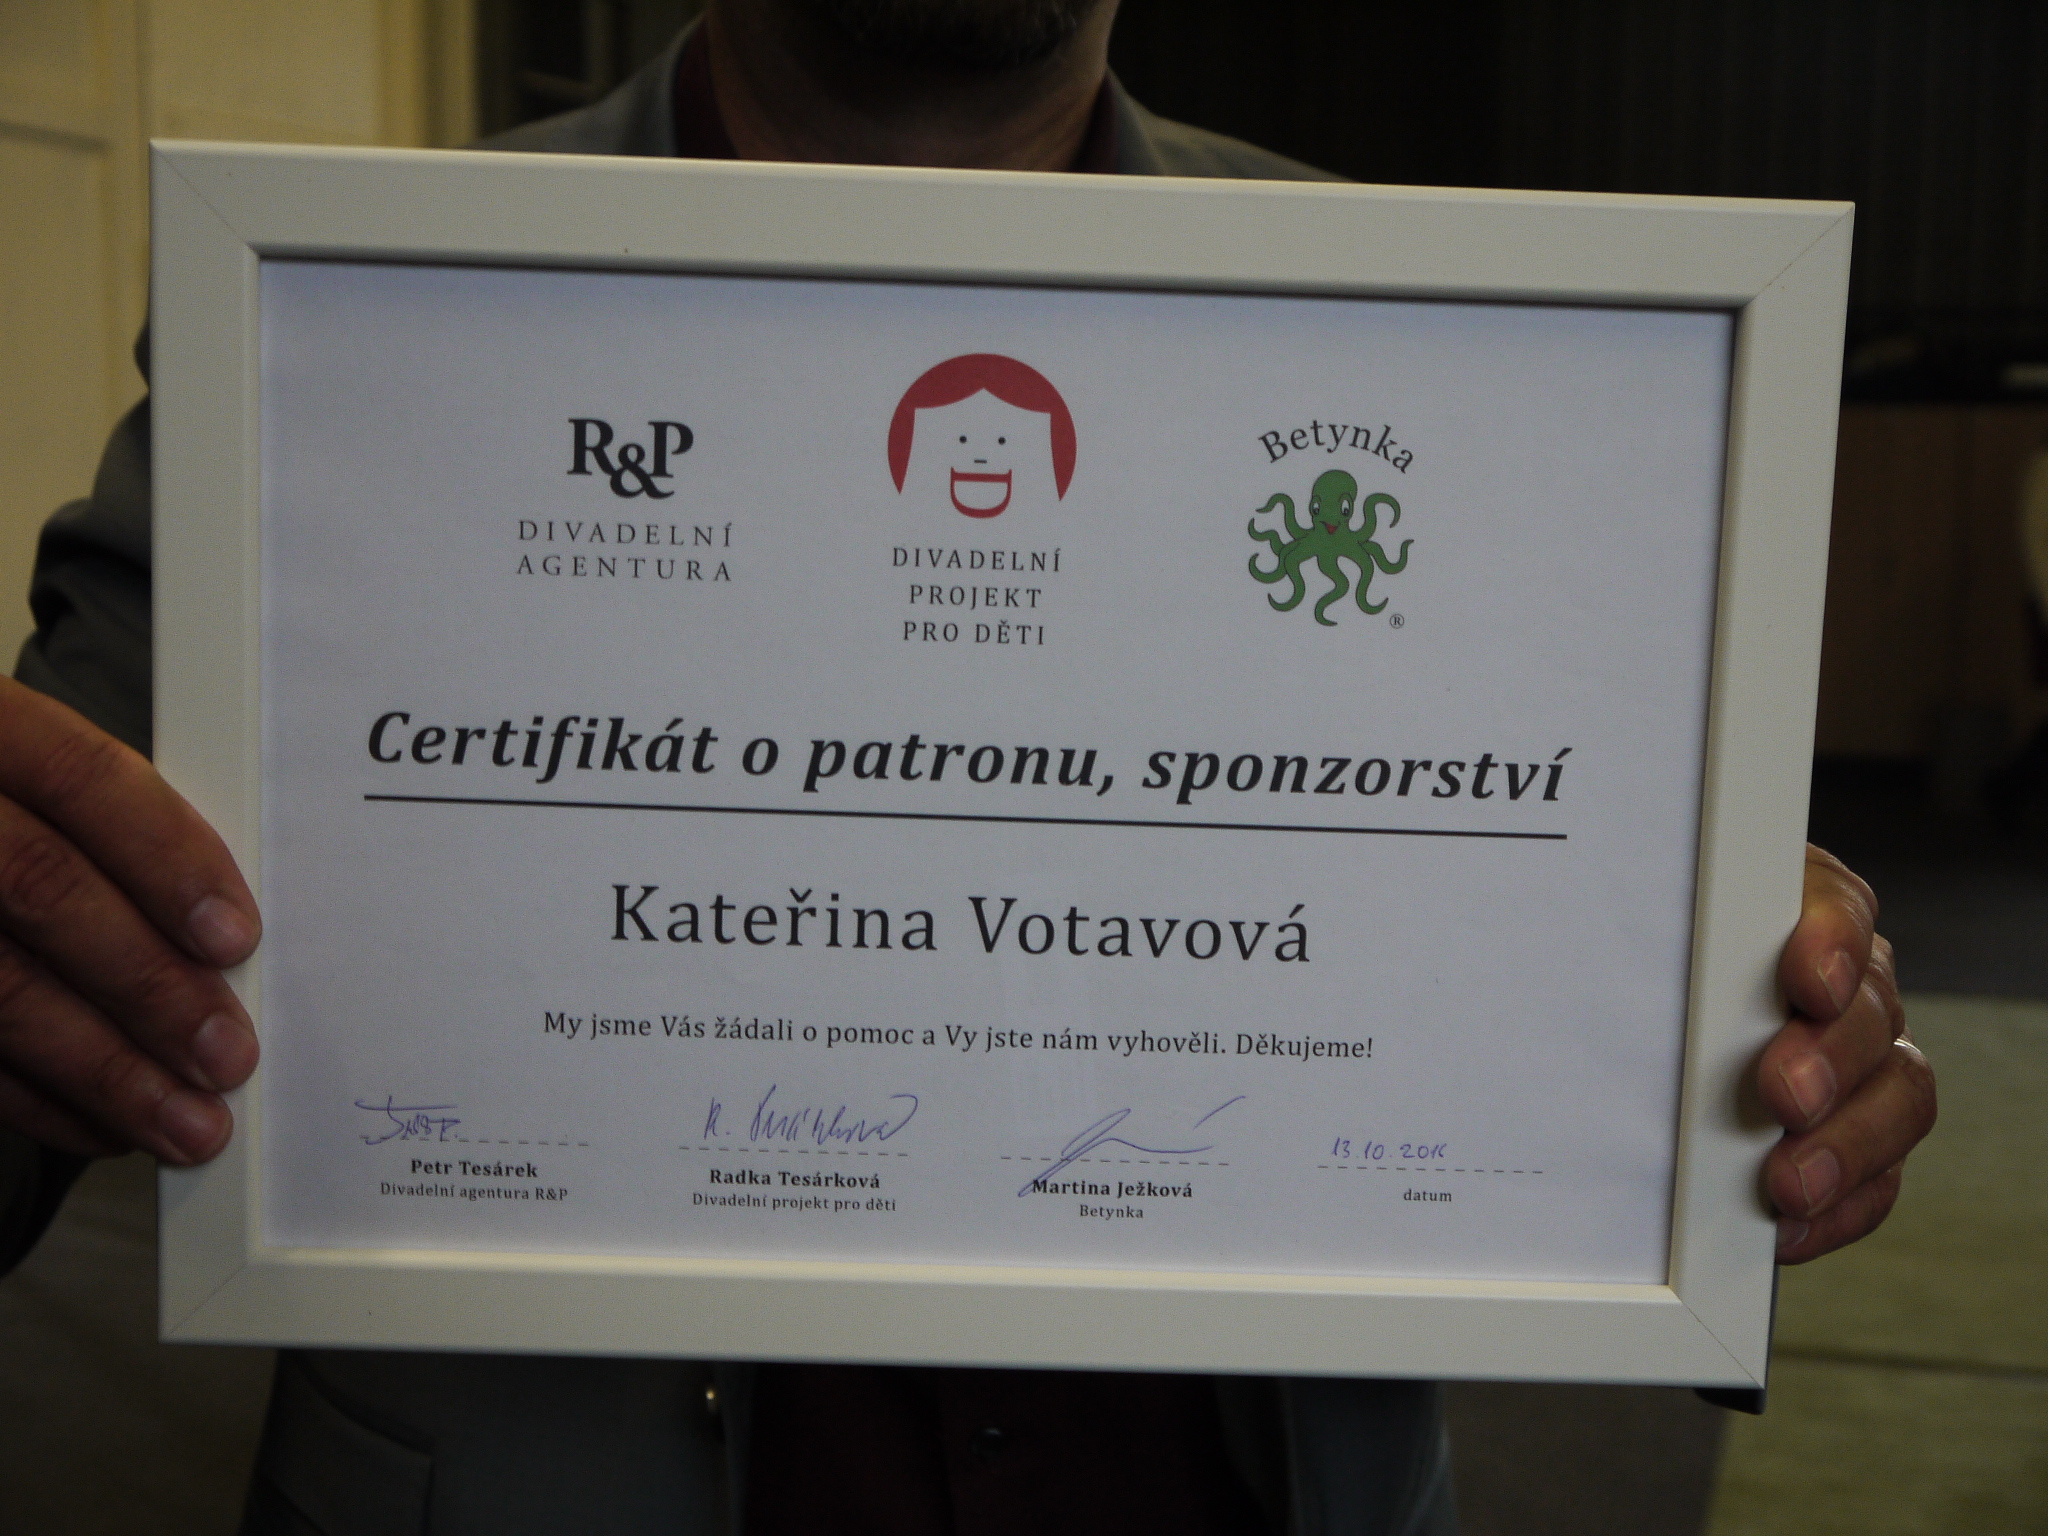 R&P
DIVADELNÍ
AGENTURA
DIVADELNÍ
PROJEKT
PRO DĚTI
Betynka
®
Certifikát o patronu, sponzorství
Kateřina Votavová
My jsme Vás žádali o pomoc a Vy jste nám vyhověli. Děkujeme!
Petr Tesárek
Divadelní agentura R&P
R. Tesárková
Radka Tesárková
Divadelní projekt pro děti
Martina Ježková
Betynka
13.10.2016
datum